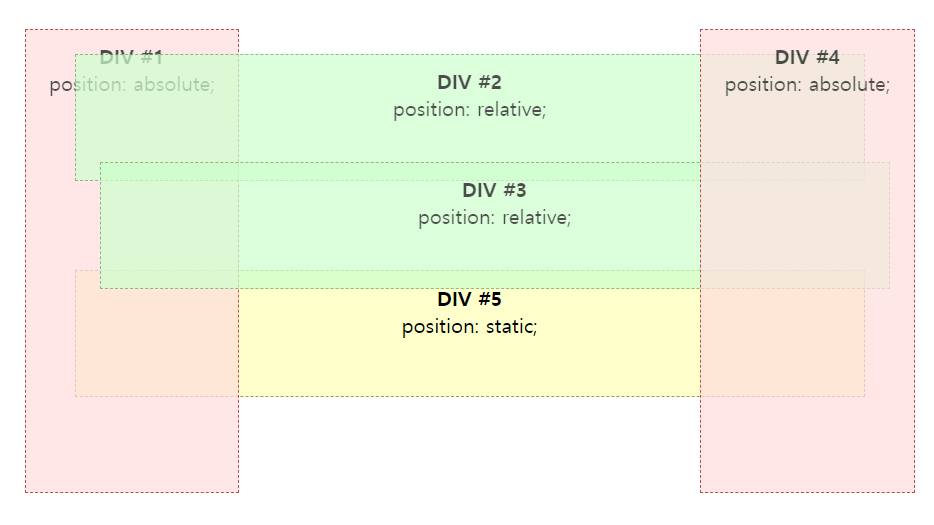 DIV #1
position: absolute;
DIV #2
position: relative;
DIV #3
position: relative;
DIV #4
position: absolute;
DIV #5
position: static;